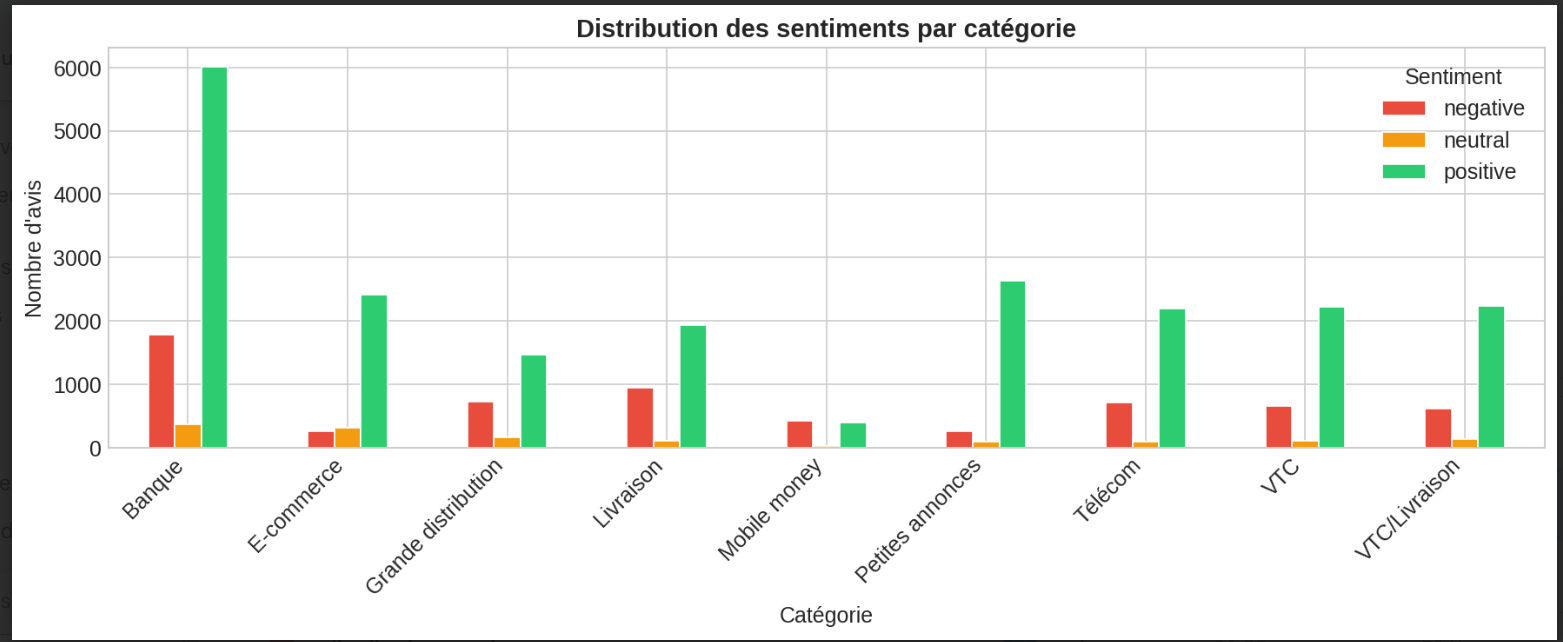 Distribution des sentiments par catégorie
Sentiment
negative
neutral
positive
Nombre d'avis
6000
5000
4000
3000
2000
1000
0
Banque
E-commerce
Grande distribution
Livraison
Mobile money
Petites annonces
Télécom
VTC
VTC/Livraison
Catégorie